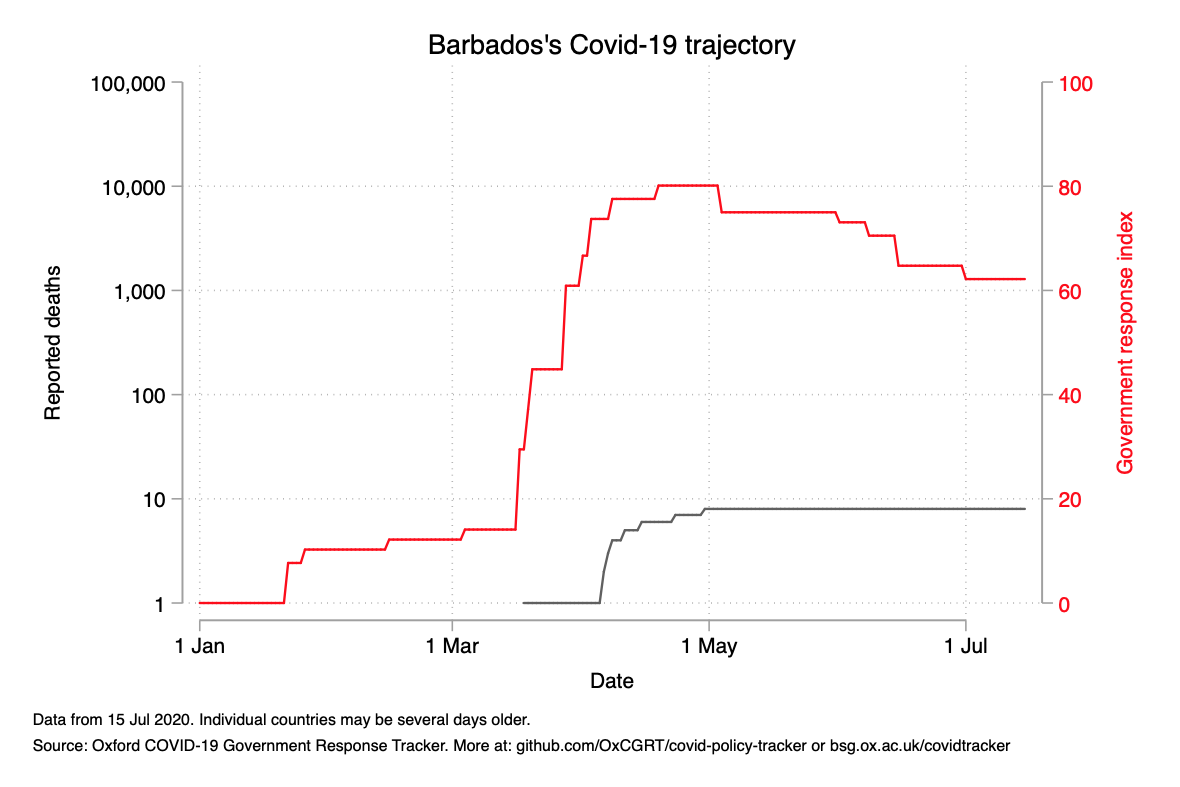 Barbados's Covid-19 trajectory
100,000
10,000
1,000
100
10
1
Reported deaths
100
80
60
40
20
0
Government response index
1 Jan
1 Mar
1 May
1 Jul
Date
Data from 15 Jul 2020. Individual countries may be several days older.
Source: Oxford COVID-19 Government Response Tracker. More at: github.com/OxCGRT/covid-policy-tracker or bsg.ox.ac.uk/covidtracker